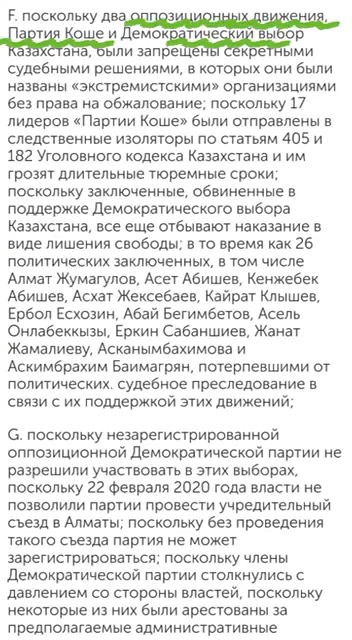 F. поскольку два оппозиционных движения,
Партия Коше и Демократический выбор
Казахстана, были запрещены секретными
судебными решениями, в которых они были
названы «экстремистскими» организациями
без права на обжалование; поскольку 17
лидеров «Партии Коше» были отправлены в
следственные изоляторы по статьям 405 и
182 Уголовного кодекса Казахстана и им
грозят длительные тюремные сроки;
поскольку заключенные, обвиненные в
поддержке Демократического выбора
Казахстана, все еще отбывают наказание в
виде лишения свободы; в то время как 26
политических заключенных, в том числе
Алмат Жумагулов, Асет Абишев, Кенжебек
Абишев, Асхат Жексебаев, Кайрат Клышев,
Ербол Есхозин, Абай Бегимбетов, Асель
Онлабеккызы, Еркин Сабаншиев, Жанат
Жамалиеву, Асканымбахимова и
Аскимбрахим Баимагрян, потерпевшими от
политических. судебное преследование в
связи с их поддержкой этих движений;
G. поскольку незарегистрированной
оппозиционной Демократической партии не
разрешили участвовать в этих выборах,
поскольку 22 февраля 2020 года власти не
позволили партии провести учредительный
съезд в Алматы; поскольку без проведения
такого съезда партия не может
зарегистрироваться; поскольку члены
Демократической партии столкнулись с
давлением со стороны властей, поскольку
некоторые из них были арестованы за
предполагаемые административные